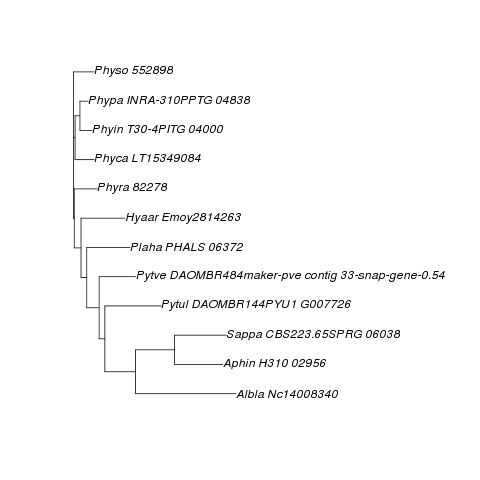 Physo 552898
Phypa INRA-310PPTG 04838
Phyin T30-4PITG 04000
Phyca LT15349084
Phyra 82278
Hyaar Emoy2814263
Plaha PHALS 06372
Pytve DAOMBR484maker-pve contig 33-snap-gene-0.54
Pytul DAOMBR144PYU1 G007726
Sappa CBS223.65SPRG 06038
Aphin H310 02956
Albla Nc14008340